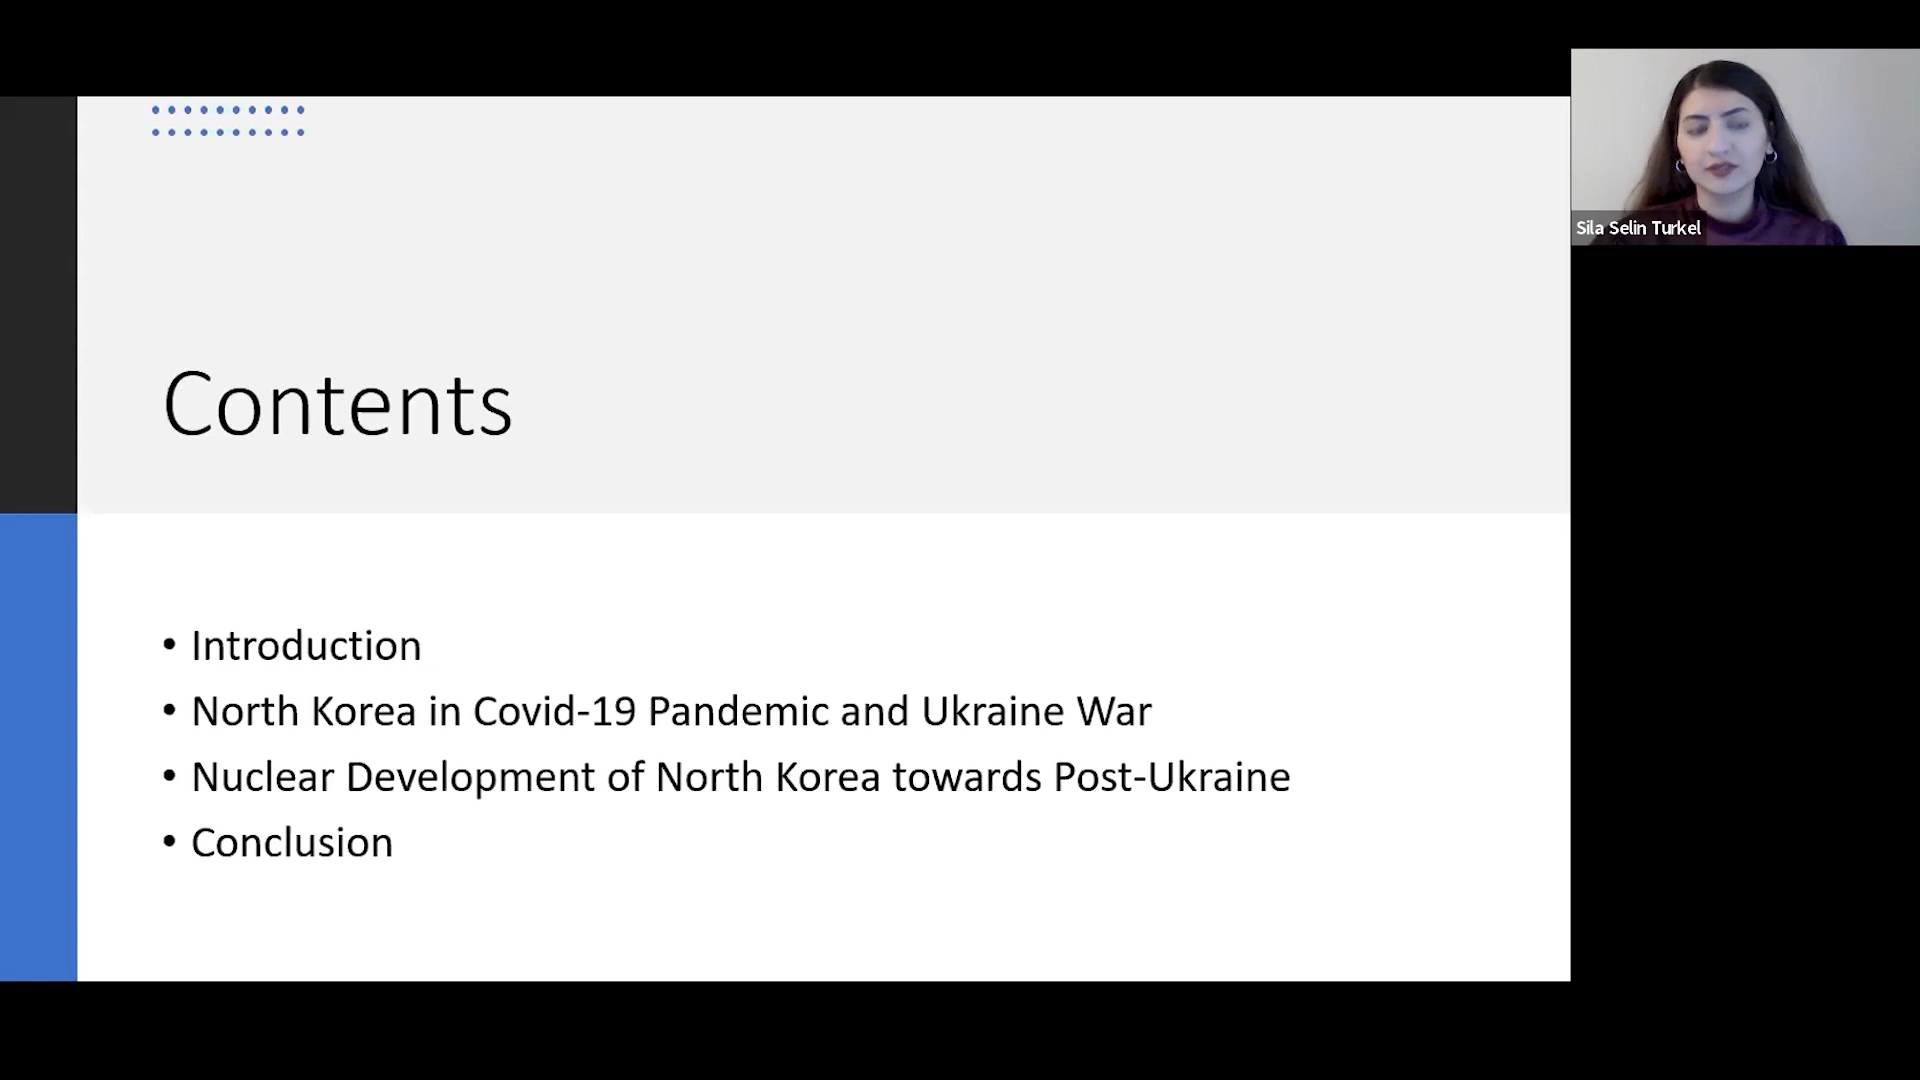 Contents
• Introduction
• North Korea in Covid-19 Pandemic and Ukraine War
• Nuclear Development of North Korea towards Post-Ukraine
• Conclusion
Sila Selin Turkel